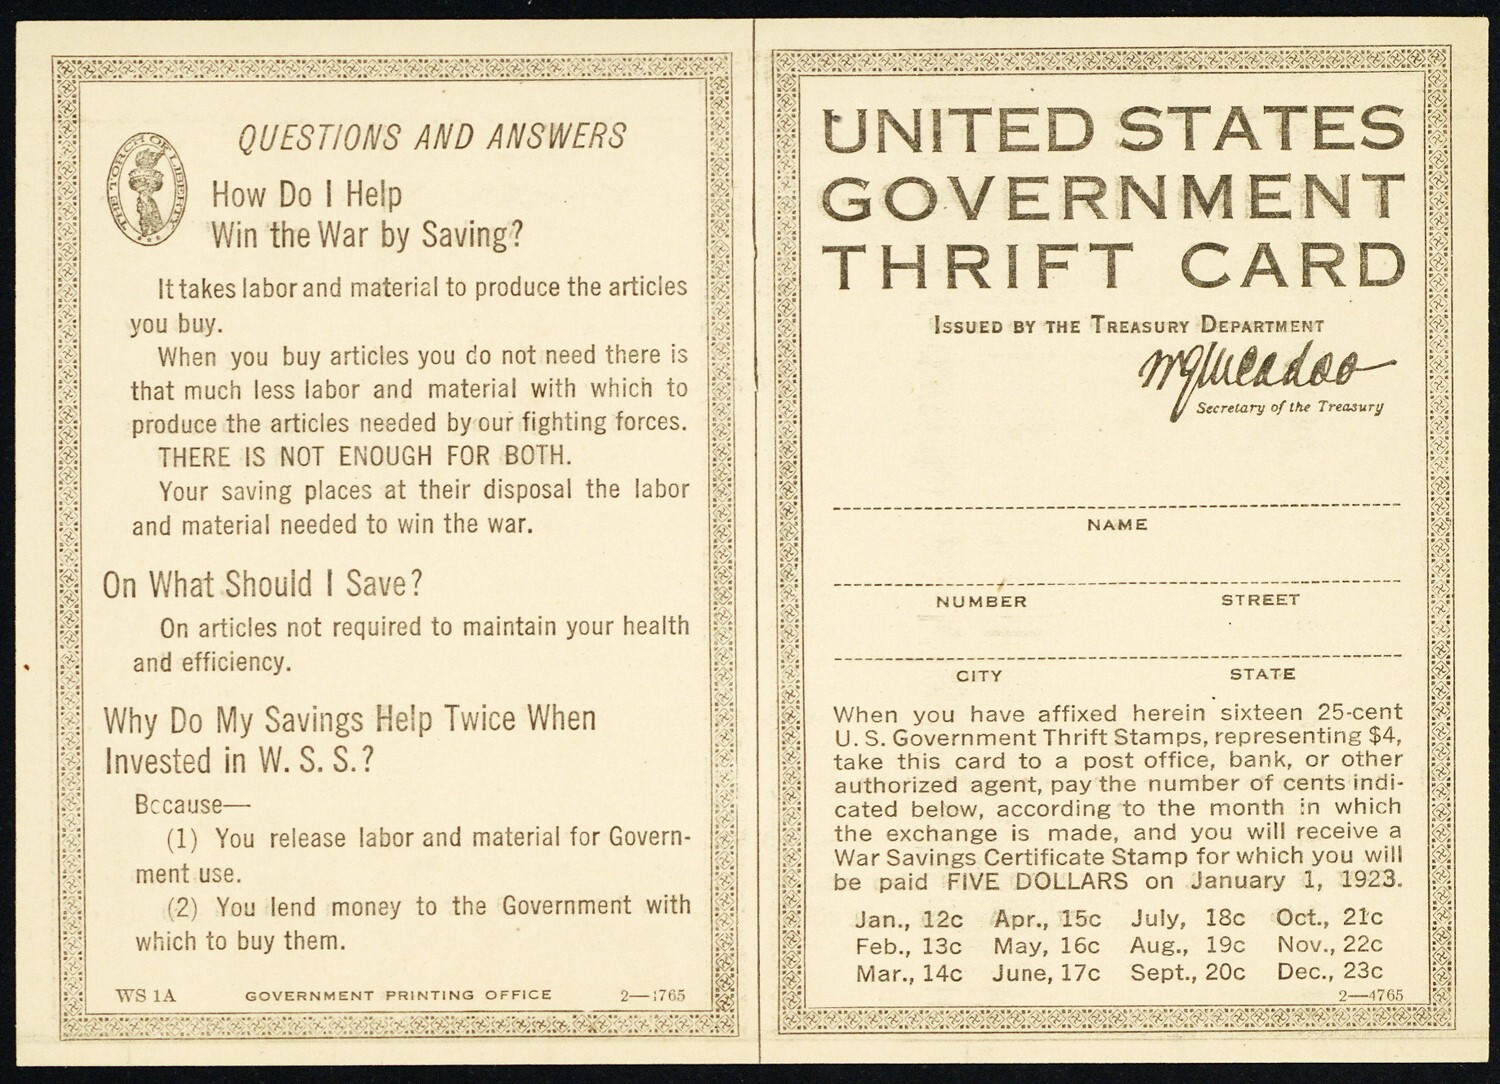 THE TORCH OF LIBERTY
QUESTIONS AND ANSWERS
How Do I Help
Win the War by Saving?
It takes labor and material to produce the articles
you buy.
When you buy articles you do not need there is
that much less labor and material with which to
produce the articles needed by our fighting forces.
THERE IS NOT ENOUGH FOR BOTH.
Your saving places at their disposal the labor
and material needed to win the war.
On What Should I Save?
On articles not required to maintain your health
and efficiency.
Why Do My Savings Help Twice When
Invested in W. S. S.?
Because—
(1) You release labor and material for Govern-
ment use.
(2) You lend money to the Government with
which to buy them.
WS 1A GOVERNMENT PRINTING OFFICE 2—4765
UNITED STATES
GOVERNMENT
THRIFT CARD
ISSUED BY THE TREASURY DEPARTMENT
W G McAdoo
Secretary of the Treasury
NAME
NUMBER STREET
CITY STATE
When you have affixed herein sixteen 25-cent
U. S. Government Thrift Stamps, representing $4,
take this card to a post office, bank, or other
authorized agent, pay the number of cents indi-
cated below, according to the month in which
the exchange is made, and you will receive a
War Savings Certificate Stamp for which you will
be paid FIVE DOLLARS on January 1, 1923.
Jan., 12c Apr., 15c July, 18c Oct., 21c
Feb., 13c May, 16c Aug., 19c Nov., 22c
Mar., 14c June, 17c Sept., 20c Dec., 23c
2—4765